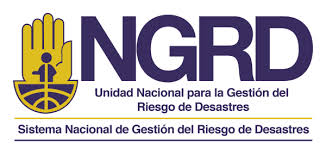 NGRD
Unidad Nacional para la Gestión del
Riesgo de Desastres
Sistema Nacional de Gestión del Riesgo de Desastres